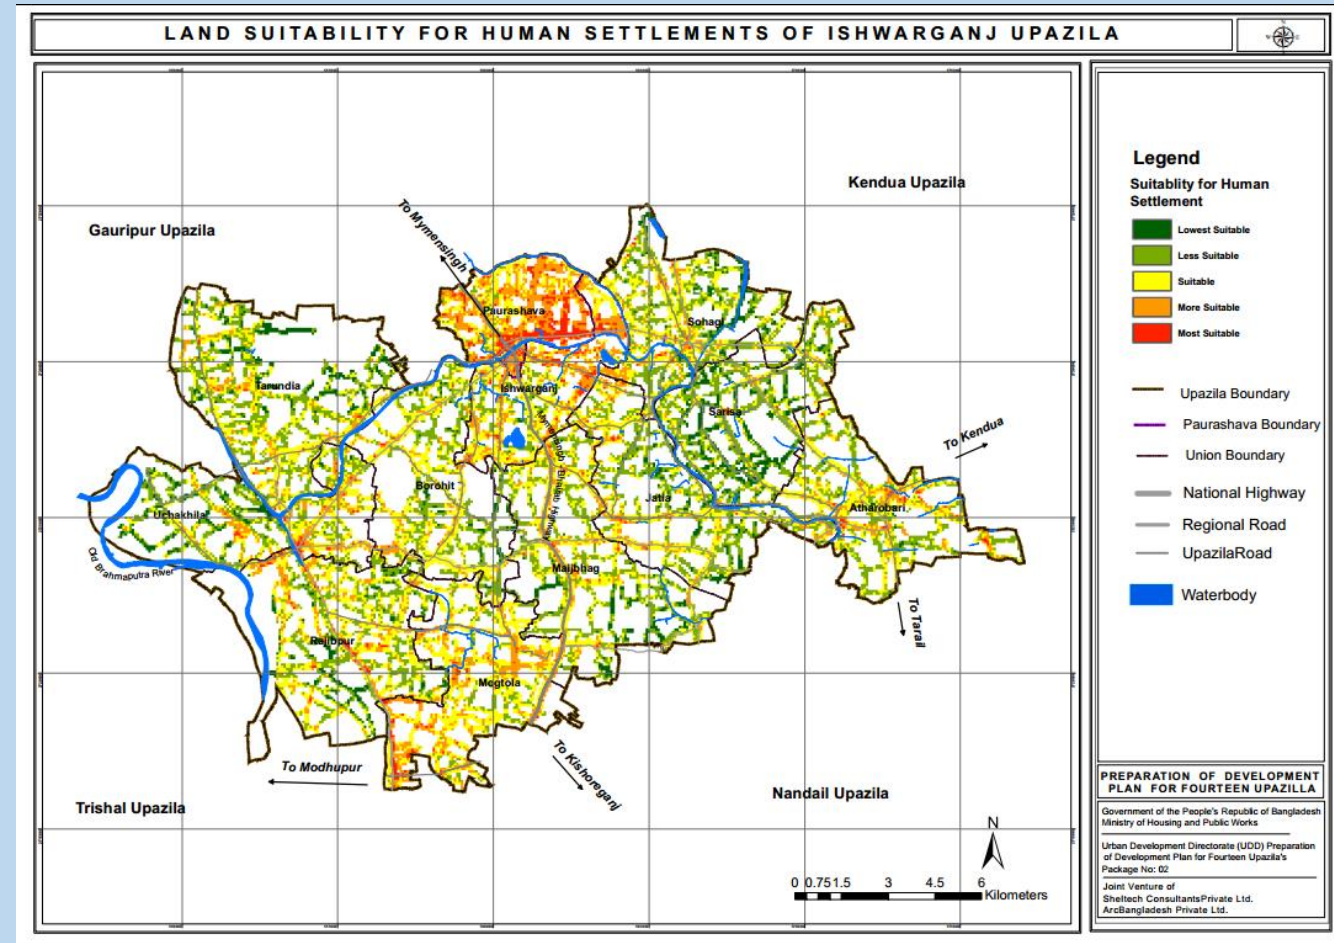 LAND SUITABILITY FOR HUMAN SETTLEMENTS OF ISHWARGANJ UPAZILA
Kendua Upazila
Gauripur Upazila
To Mymensingh
Paurashava
Sohagi
Tarundia
Ishwarganj
Sarisa
Mymensingh - Bhairab Highway
To Kendua
Borohit
Jatia
Uchakhila
Atharobari
Old Brahmaputra River
Maijbhag
To Tarail
Rajibpur
Mogtola
To Modhupur
To Kishoreganj
Trishal Upazila
Nandail Upazila
N
0 0.75 1.5 3 4.5 6
Kilometers
Legend
Suitablity for Human
Settlement
Lowest Suitable
Less Suitable
Suitable
More Suitable
Most Suitable
Upazila Boundary
Paurashava Boundary
Union Boundary
National Highway
Regional Road
UpazilaRoad
Waterbody
PREPARATION OF DEVELOPMENT
PLAN FOR FOURTEEN UPAZILLA
Government of the People's Republic of Bangladesh
Ministry of Housing and Public Works
Urban Development Directorate (UDD) Preparation
of Development Plan for Fourteen Upazila's
Package No: 02
Joint Venture of
Sheltech ConsultantsPrivate Ltd.
ArcBangladesh Private Ltd.